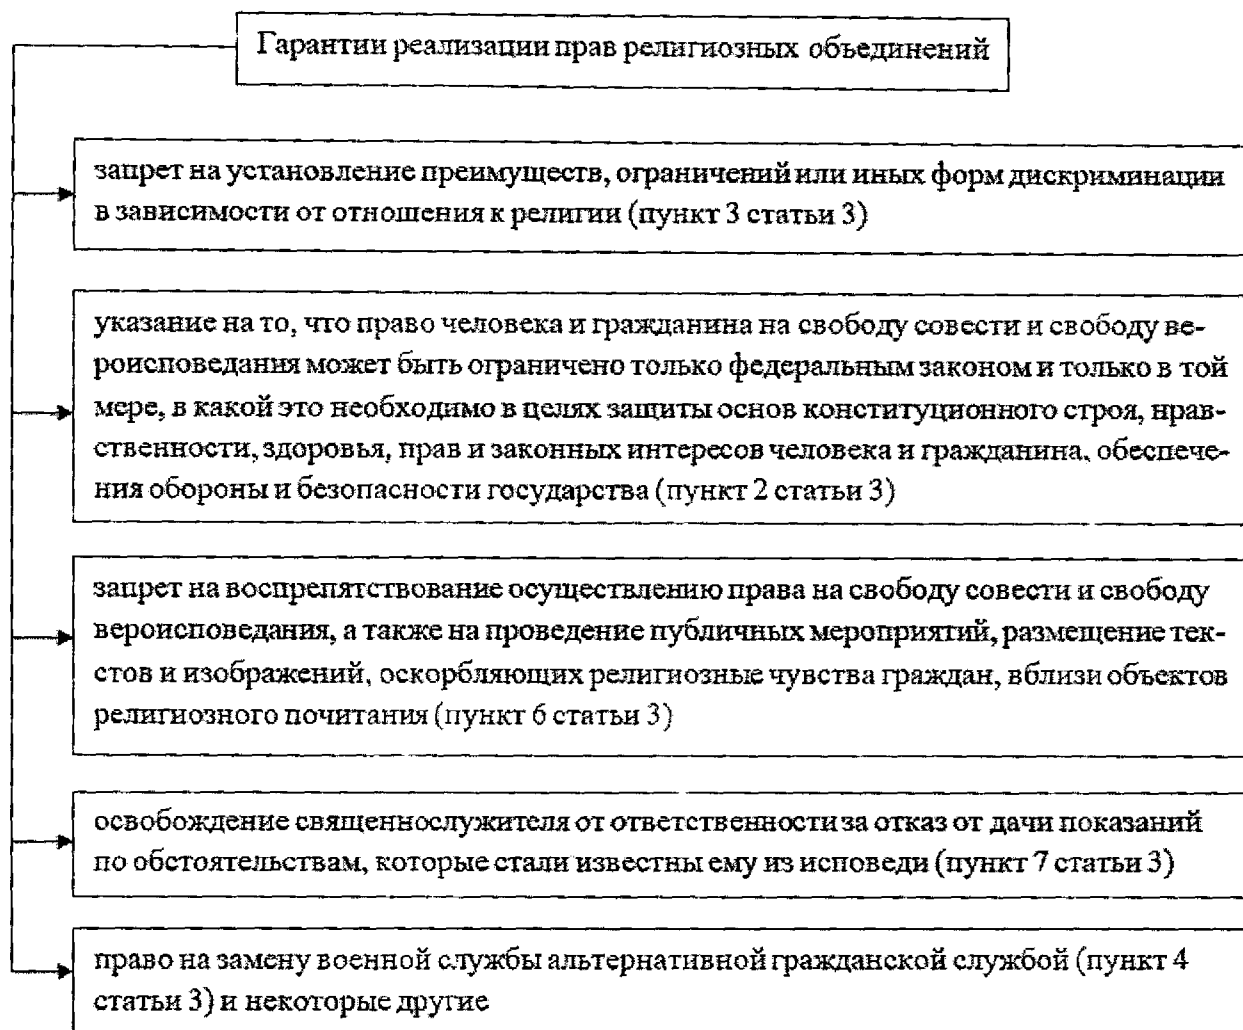 Гарантии реализации прав религиозных объединений
запрет на установление преимуществ, ограничений или иных форм дискриминации
в зависимости от отношения к религии (пункт 3 статьи 3)
указание на то, что право человека и гражданина на свободу совести и свободу ве-
роисповедания может быть ограничено только федеральным законом и только в той
мере, в какой это необходимо в целях защиты основ конституционного строя, нрав-
ственности, здоровья, прав и законных интересов человека и гражданина, обеспече-
ния обороны и безопасности государства (пункт 2 статьи 3)
запрет на воспрепятствование осуществлению права на свободу совести и свободу
вероисповедания, а также на проведение публичных мероприятий, размещение тек-
стов и изображений, оскорбляющих религиозные чувства граждан, вблизи объектов
религиозного почитания (пункт 6 статьи 3)
освобождение священнослужителя от ответственности за отказ от дачи показаний
по обстоятельствам, которые стали известны ему из исповеди (пункт 7 статьи 3)
право на замену военной службы альтернативной гражданской службой (пункт 4
статьи 3) и некоторые другие